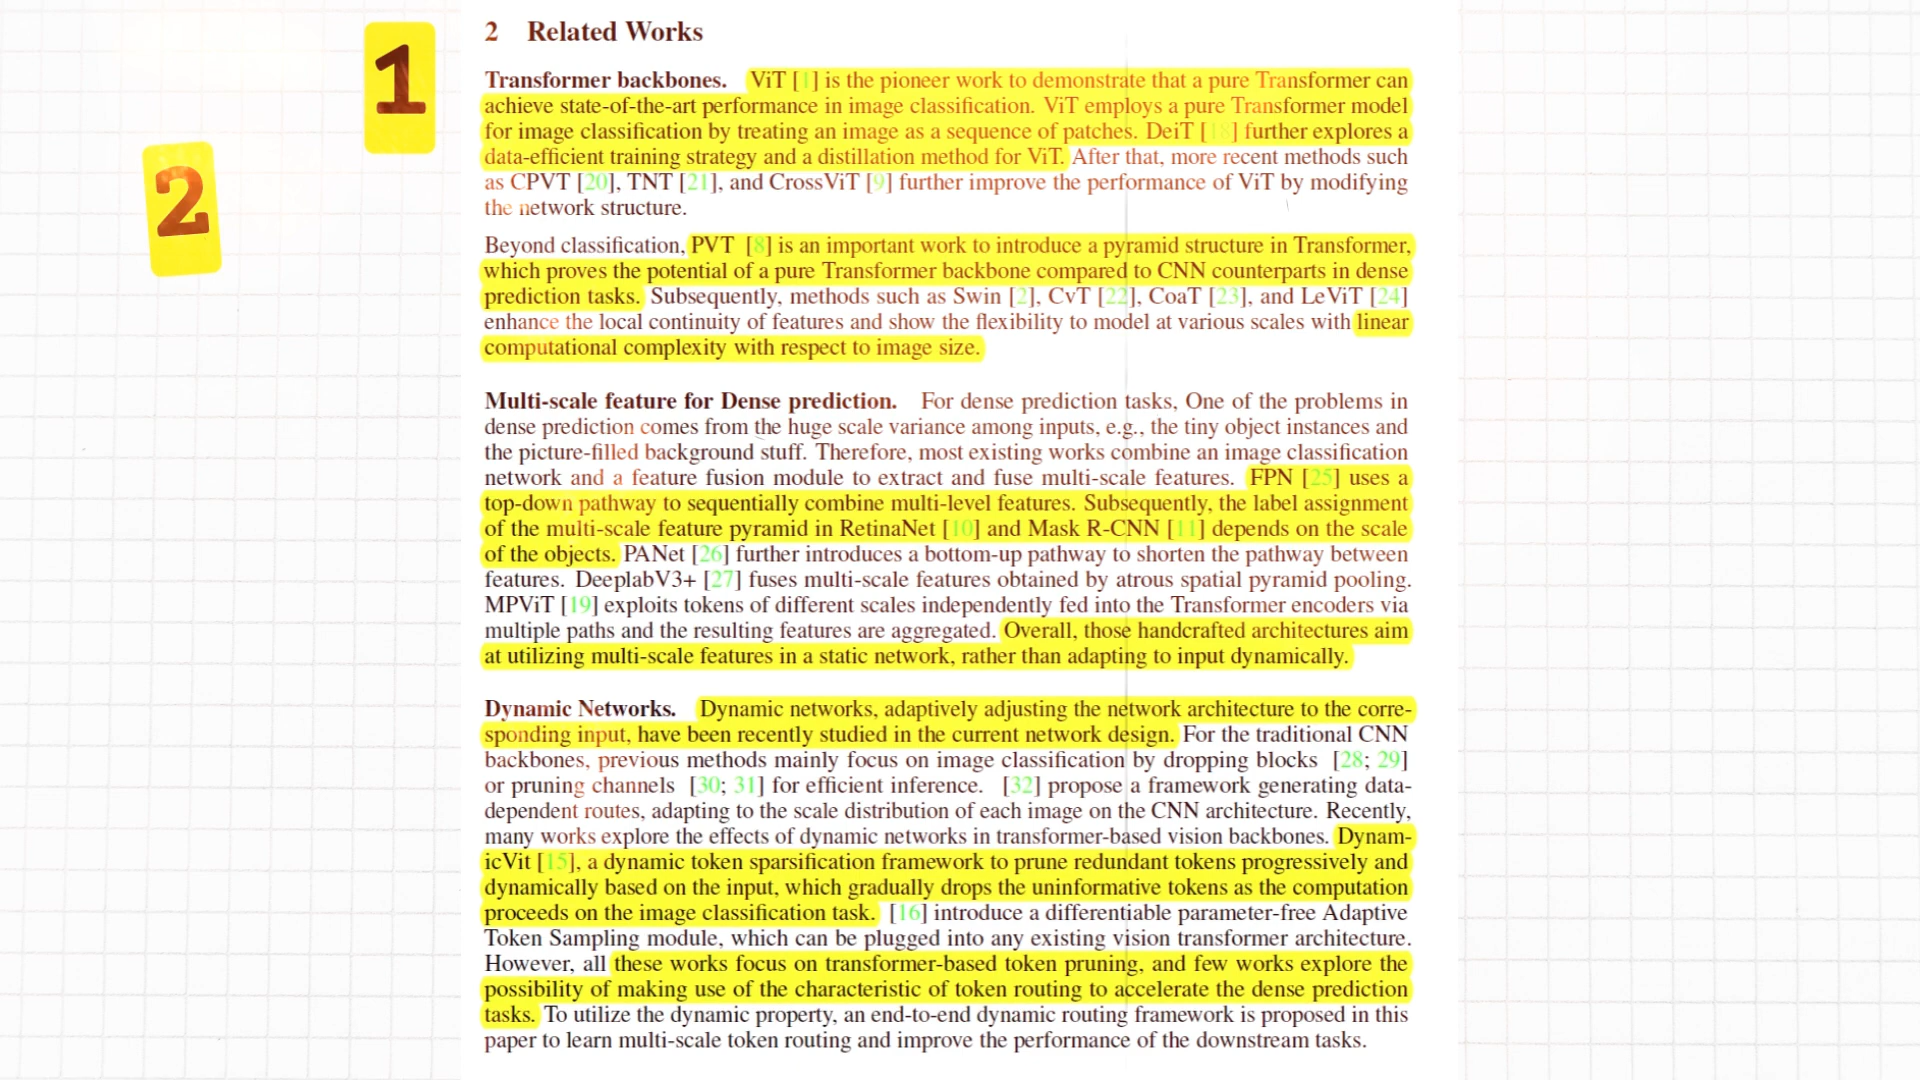 1
2
2 Related Works
Transformer backbones. ViT [1] is the pioneer work to demonstrate that a pure Transformer can
achieve state-of-the-art performance in image classification. ViT employs a pure Transformer model
for image classification by treating an image as a sequence of patches. DeiT [18] further explores a
data-efficient training strategy and a distillation method for ViT. After that, more recent methods such
as CPVT [20], TNT [21], and CrossViT [9] further improve the performance of ViT by modifying
the network structure.
Beyond classification, PVT [8] is an important work to introduce a pyramid structure in Transformer,
which proves the potential of a pure Transformer backbone compared to CNN counterparts in dense
prediction tasks. Subsequently, methods such as Swin [2], CvT [22], CoaT [23], and LeViT [24]
enhance the local continuity of features and show the flexibility to model at various scales with linear
computational complexity with respect to image size.
Multi-scale feature for Dense prediction. For dense prediction tasks, One of the problems in
dense prediction comes from the huge scale variance among inputs, e.g., the tiny object instances and
the picture-filled background stuff. Therefore, most existing works combine an image classification
network and a feature fusion module to extract and fuse multi-scale features. FPN [25] uses a
top-down pathway to sequentially combine multi-level features. Subsequently, the label assignment
of the multi-scale feature pyramid in RetinaNet [10] and Mask R-CNN [11] depends on the scale
of the objects. PANet [26] further introduces a bottom-up pathway to shorten the pathway between
features. DeeplabV3+ [27] fuses multi-scale features obtained by atrous spatial pyramid pooling.
MPViT [19] exploits tokens of different scales independently fed into the Transformer encoders via
multiple paths and the resulting features are aggregated. Overall, those handcrafted architectures aim
at utilizing multi-scale features in a static network, rather than adapting to input dynamically.
Dynamic Networks. Dynamic networks, adaptively adjusting the network architecture to the corre-
sponding input, have been recently studied in the current network design. For the traditional CNN
backbones, previous methods mainly focus on image classification by dropping blocks [28; 29]
or pruning channels [30; 31] for efficient inference. [32] propose a framework generating data-
dependent routes, adapting to the scale distribution of each image on the CNN architecture. Recently,
many works explore the effects of dynamic networks in transformer-based vision backbones. Dynam-
icVit [15], a dynamic token sparsification framework to prune redundant tokens progressively and
dynamically based on the input, which gradually drops the uninformative tokens as the computation
proceeds on the image classification task. [16] introduce a differentiable parameter-free Adaptive
Token Sampling module, which can be plugged into any existing vision transformer architecture.
However, all these works focus on transformer-based token pruning, and few works explore the
possibility of making use of the characteristic of token routing to accelerate the dense prediction
tasks. To utilize the dynamic property, an end-to-end dynamic routing framework is proposed in this
paper to learn multi-scale token routing and improve the performance of the downstream tasks.